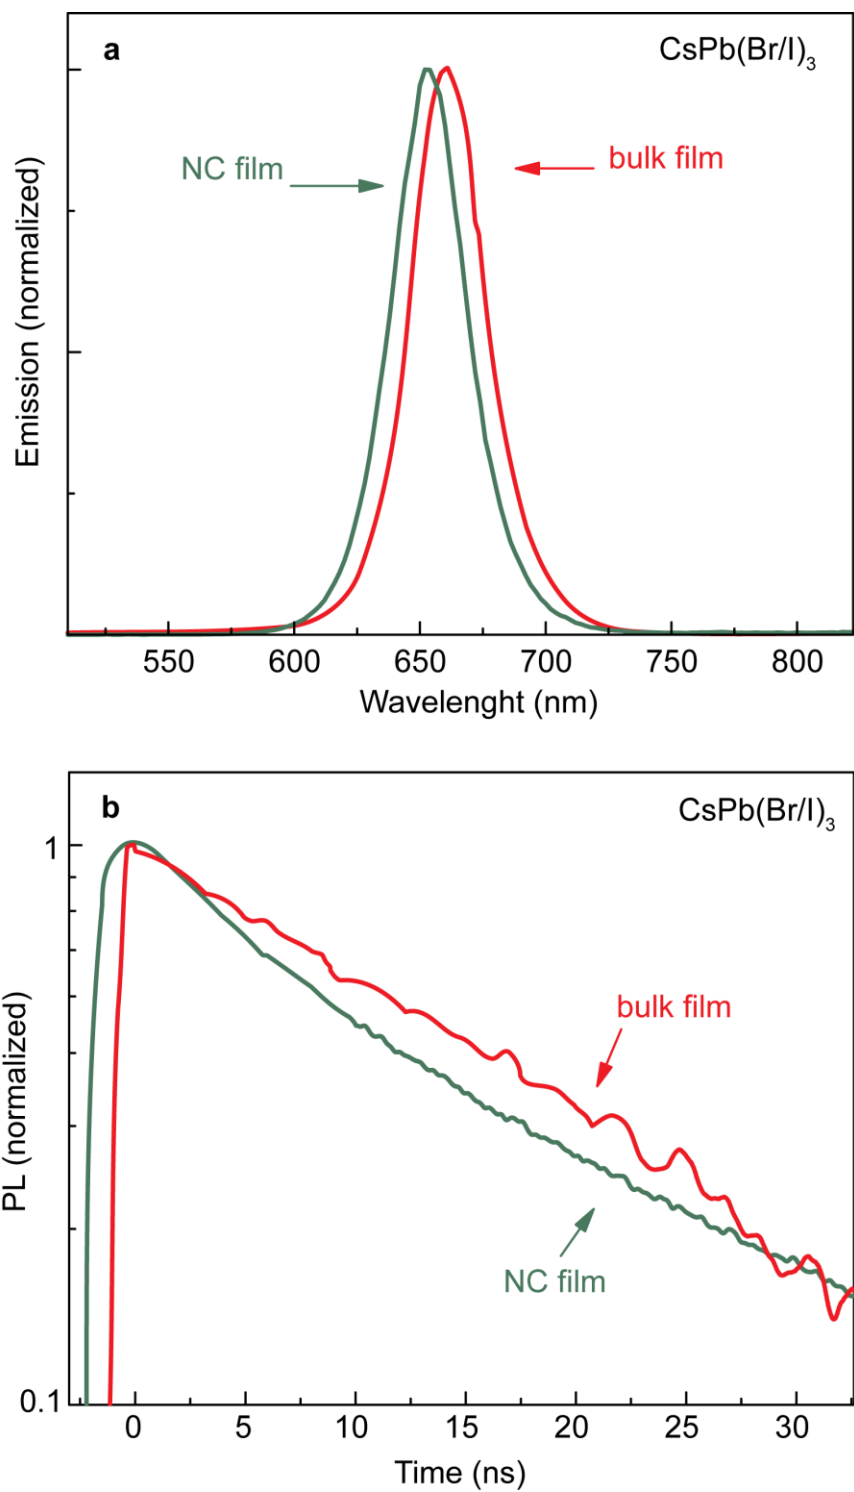 a
CsPb(Br/I)₃
NC film
bulk film
Emission (normalized)
550 600 650 700 750 800
Wavelenght (nm)
b
CsPb(Br/I)₃
1
bulk film
PL (normalized)
NC film
0.1
0 5 10 15 20 25 30
Time (ns)